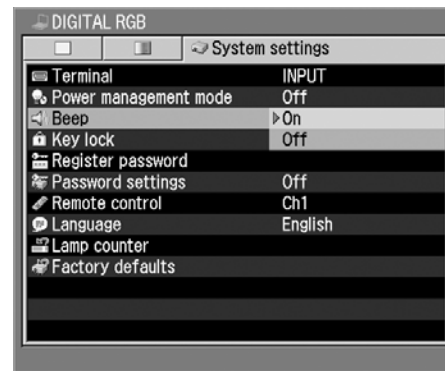 DIGITAL RGB
System settings
Terminal INPUT
Power management mode Off
Beep On
Key lock Off
Register password
Password settings Off
Remote control Ch1
Language English
Lamp counter
Factory defaults